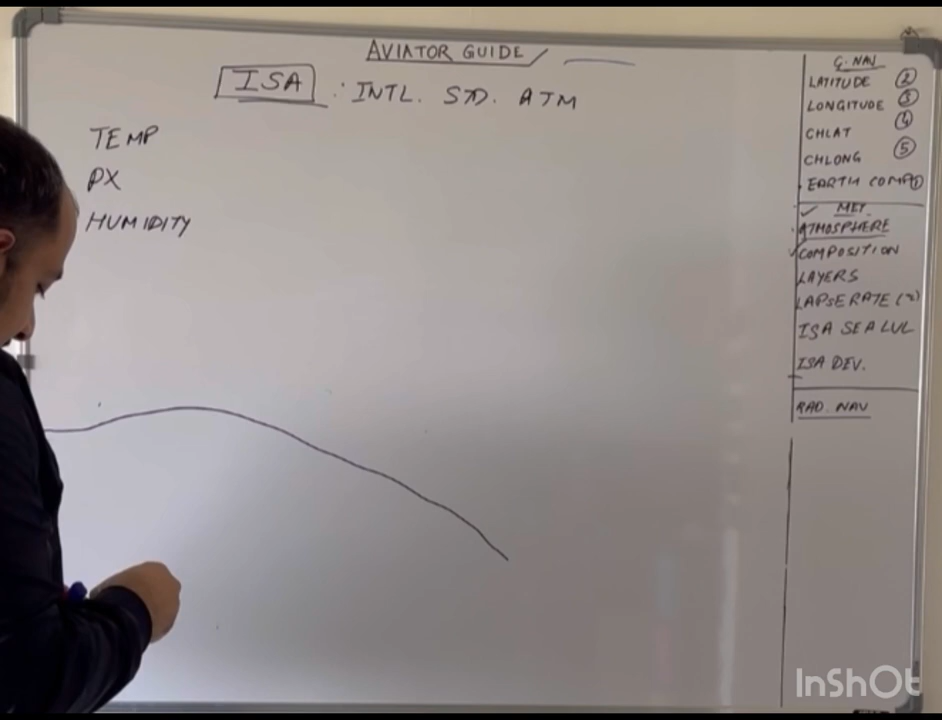 AVIATOR GUIDE
ISA : INTL. STD. ATM
TEMP
PX
HUMIDITY
G. NAV
LATITUDE 2
LONGITUDE 3
CHLAT 4
CHLONG 5
EARTH COMP 1
MET
ATMOSPHERE
COMPOSITION
LAYERS
LAPSE RATE (~)
ISA SEA LVL
ISA DEV.
RAD. NAV
InShOt